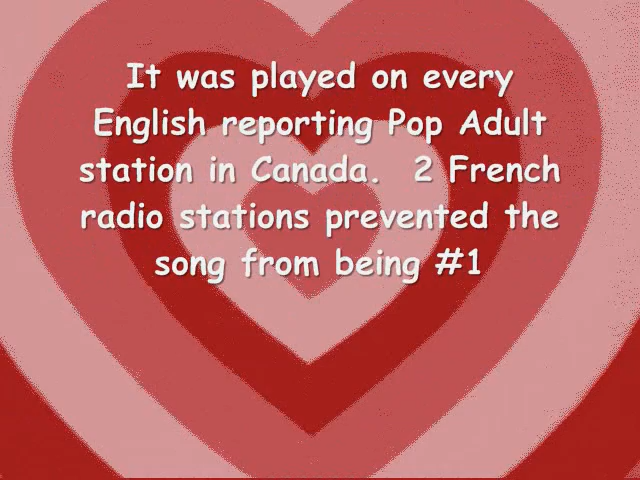 It was played on every
English reporting Pop Adult
station in Canada.  2 French
radio stations prevented the
song from being #1